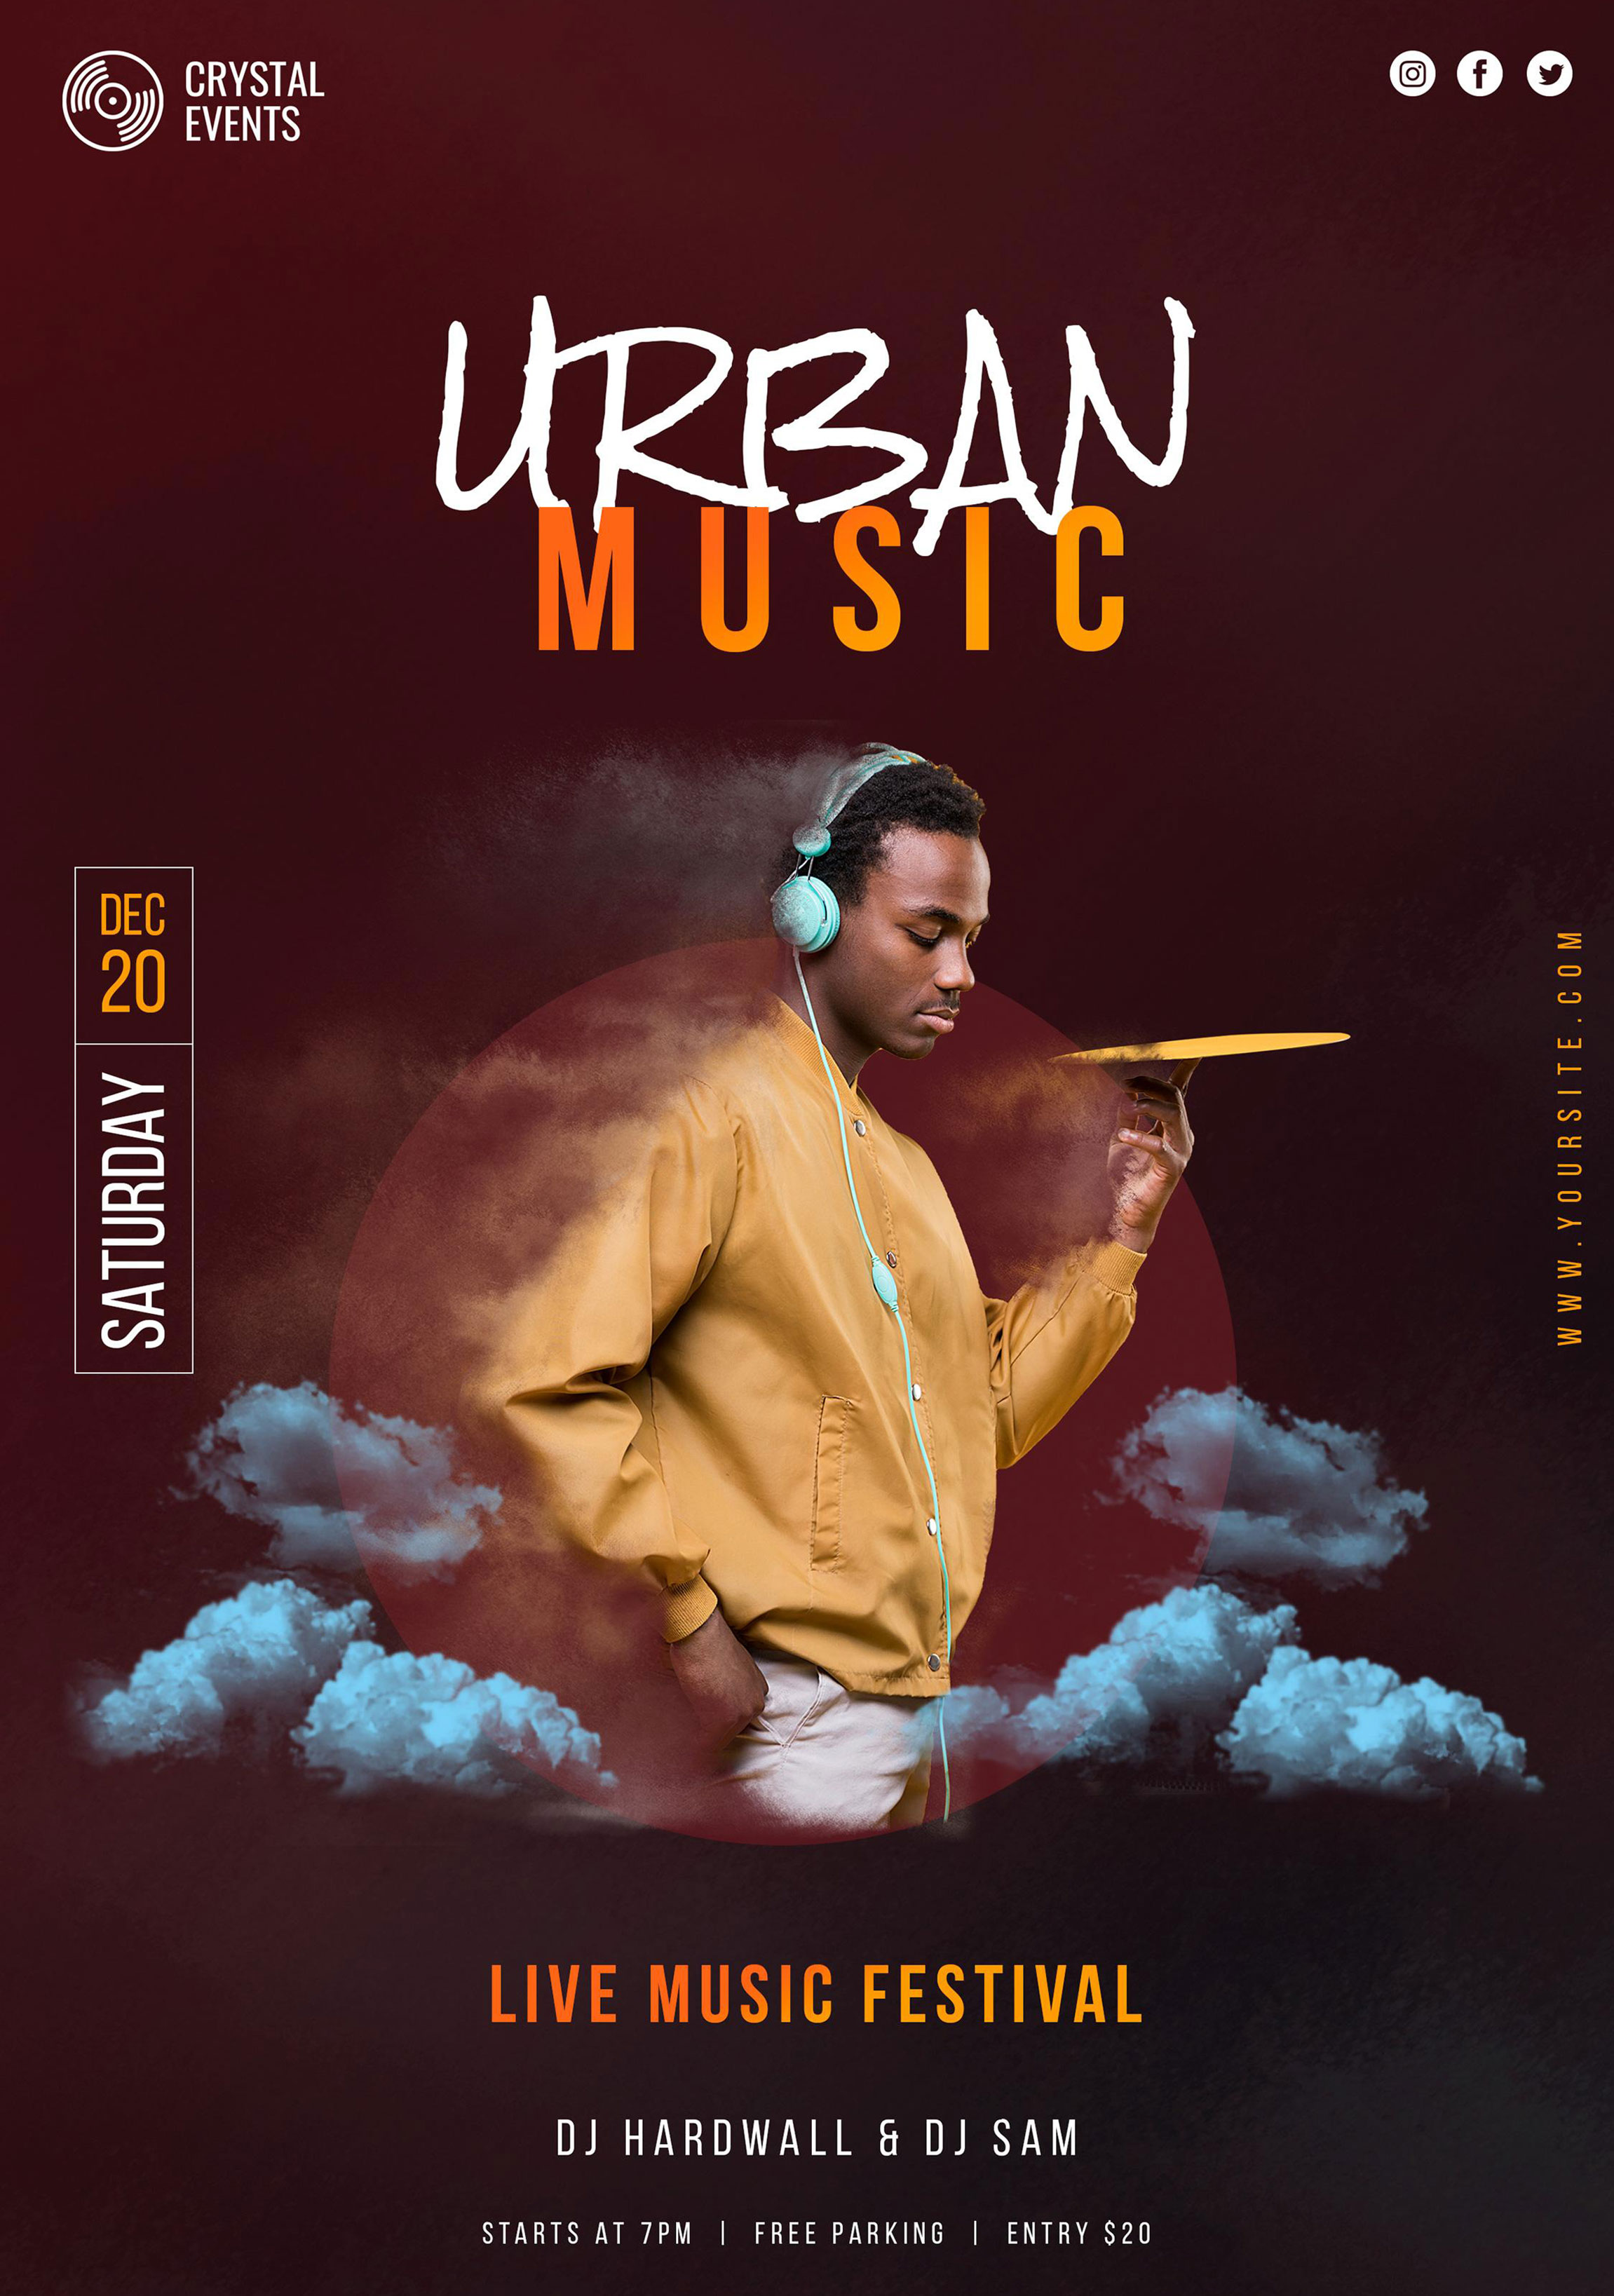 CRYSTAL
EVENTS
URBAN
MUSIC
DEC
20
SATURDAY
WWW.YOURSITE.COM
LIVE MUSIC FESTIVAL
DJ HARDWALL & DJ SAM
STARTS AT 7PM | FREE PARKING | ENTRY $20